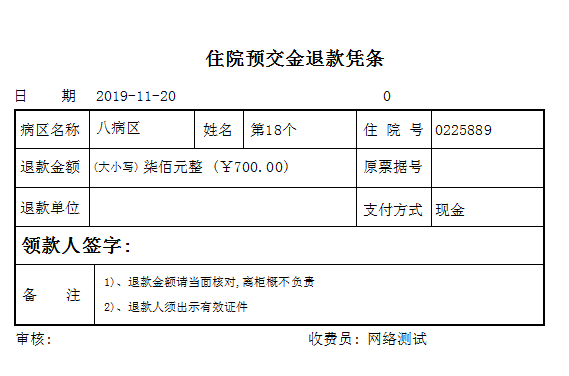 住院预交金退款凭条
日 期 2019-11-20 0
病区名称 八病区 姓名 第18个 住 院 号 0225889
退款金额 (大小写) 柒佰元整 (￥700.00) 原票据号
退款单位 支付方式 现金
领款人签字:
备 注 1)、退款金额请当面核对,离柜概不负责
2)、退款人须出示有效证件
审核: 收费员: 网络测试